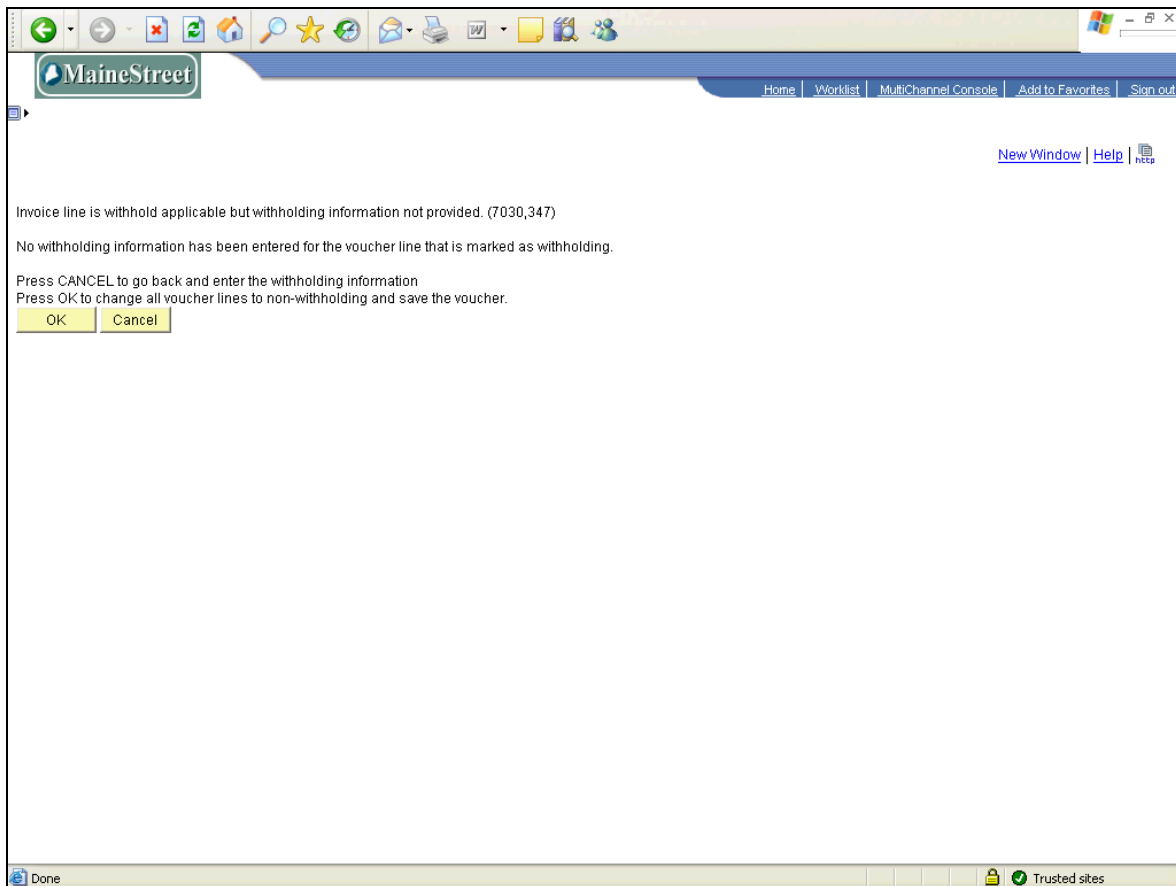 MaineStreet
Home | Worklist | MultiChannel Console | Add to Favorites | Sign out
New Window | Help | http
Invoice line is withhold applicable but withholding information not provided. (7030,347)
No withholding information has been entered for the voucher line that is marked as withholding.
Press CANCEL to go back and enter the withholding information
Press OK to change all voucher lines to non-withholding and save the voucher.
OK Cancel
Done Trusted sites